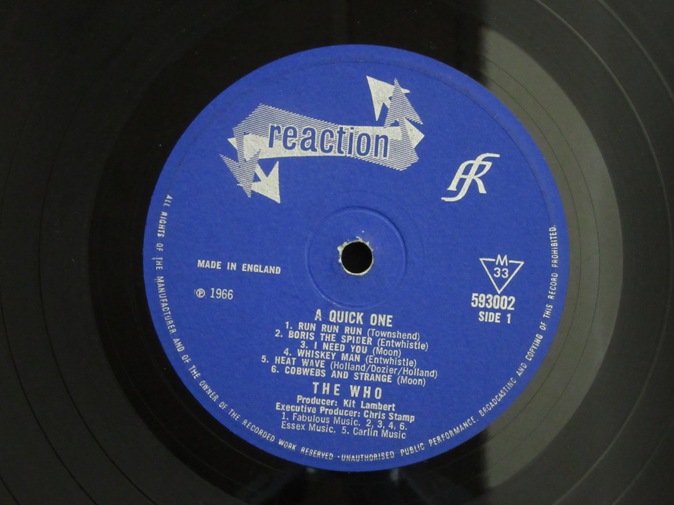 reaction
R
MADE IN ENGLAND
℗ 1966
M
33
593002
SIDE 1
A QUICK ONE
1. RUN RUN RUN (Townshend)
2. BORIS THE SPIDER (Entwhistle)
3. I NEED YOU (Moon)
4. WHISKEY MAN (Entwhistle)
5. HEAT WAVE (Holland/Dozier/Holland)
6. COBWEBS AND STRANGE (Moon)
THE WHO
Producer: Kit Lambert
Executive Producer: Chris Stamp
1. Fabulous Music. 2, 3, 4, 6.
Essex Music. 5. Carlin Music
ALL RIGHTS OF THE MANUFACTURER AND OF THE OWNER OF THE RECORDED WORK RESERVED · UNAUTHORISED PUBLIC PERFORMANCE, BROADCASTING AND COPYING OF THIS RECORD PROHIBITED.